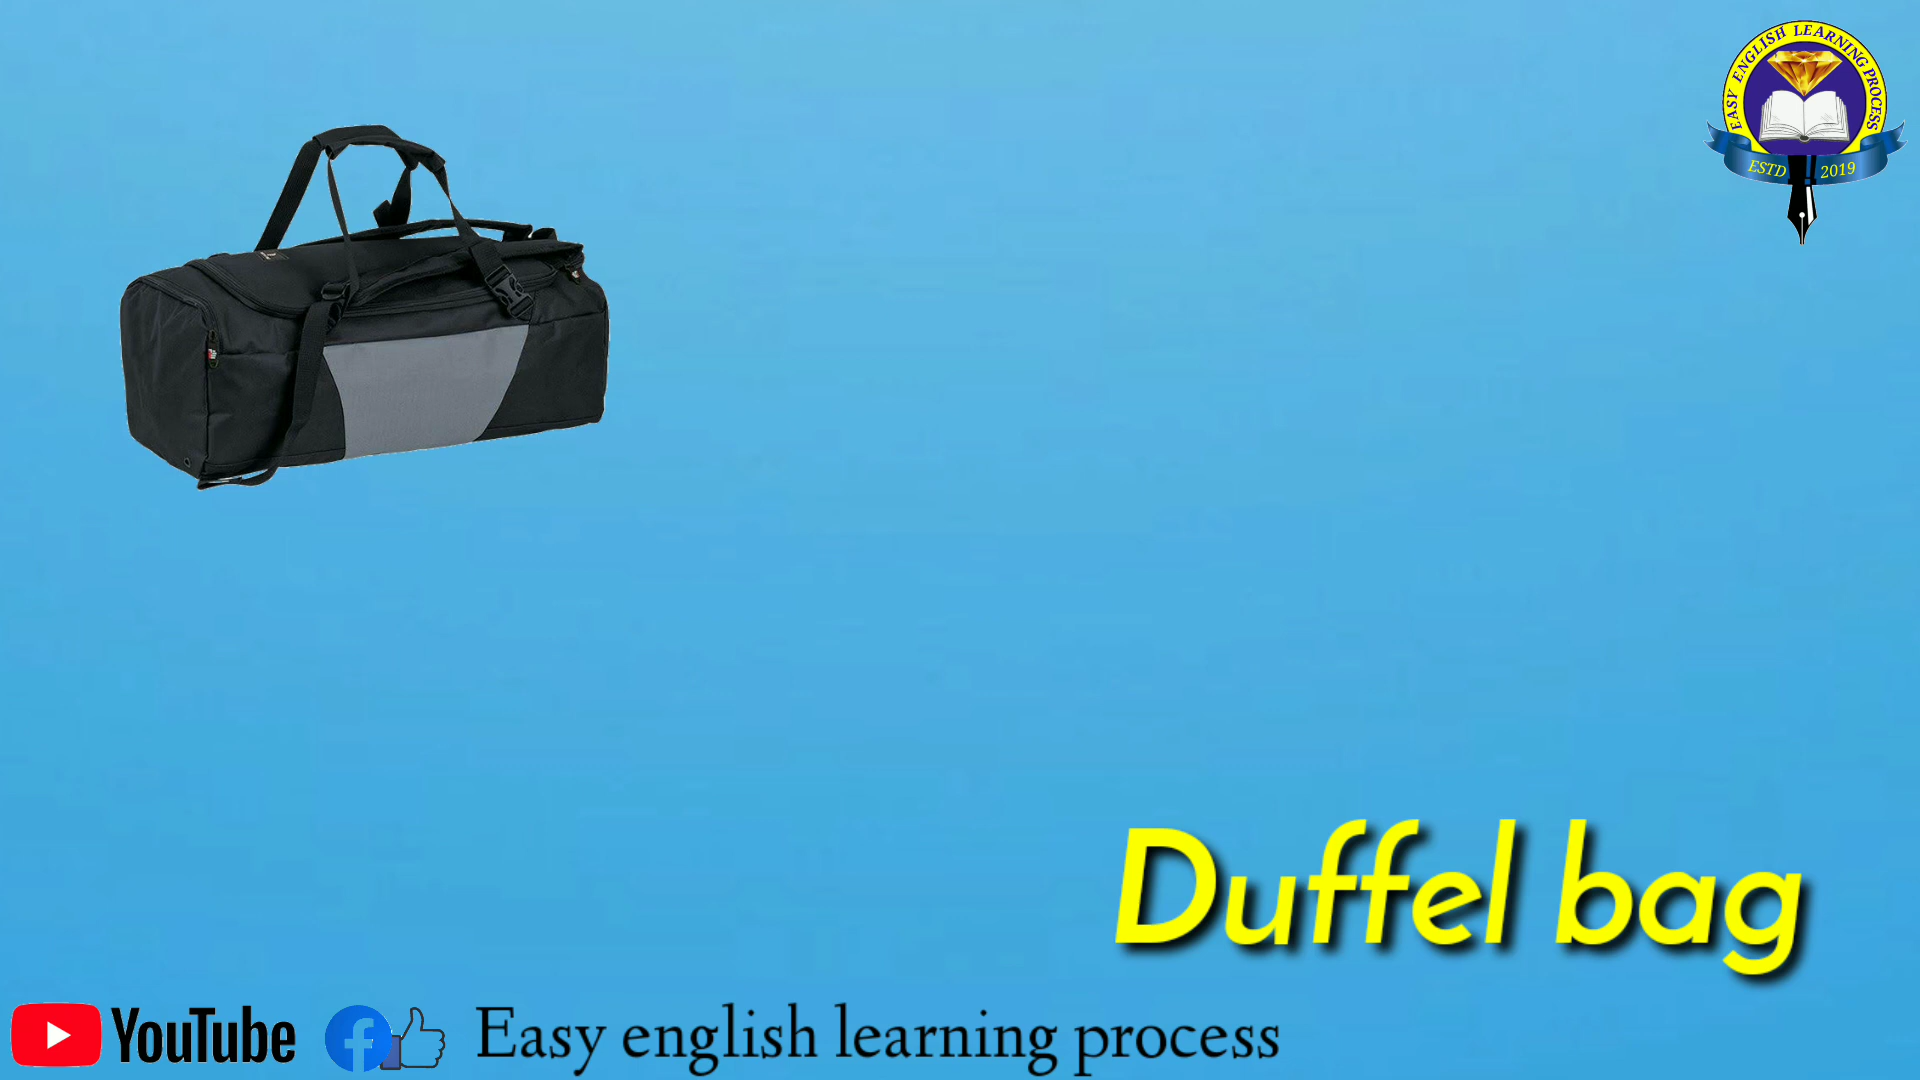 EASY ENGLISH LEARNING PROCESS
ESTD 2019
Duffel bag
YouTube
Easy english learning process